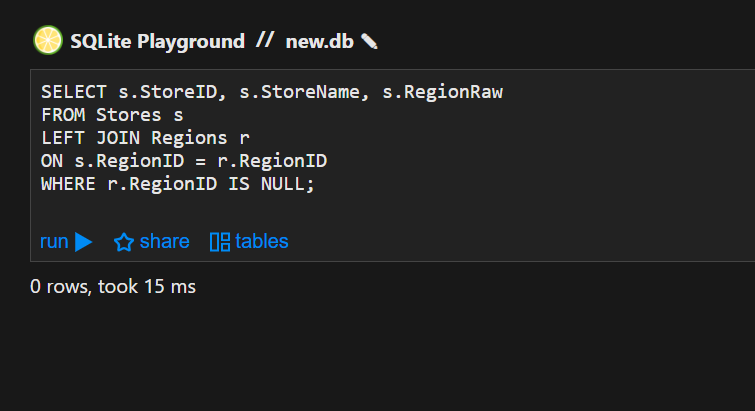 SQLite Playground // new.db
SELECT s.StoreID, s.StoreName, s.RegionRaw
FROM Stores s
LEFT JOIN Regions r
ON s.RegionID = r.RegionID
WHERE r.RegionID IS NULL;
run share tables
0 rows, took 15 ms